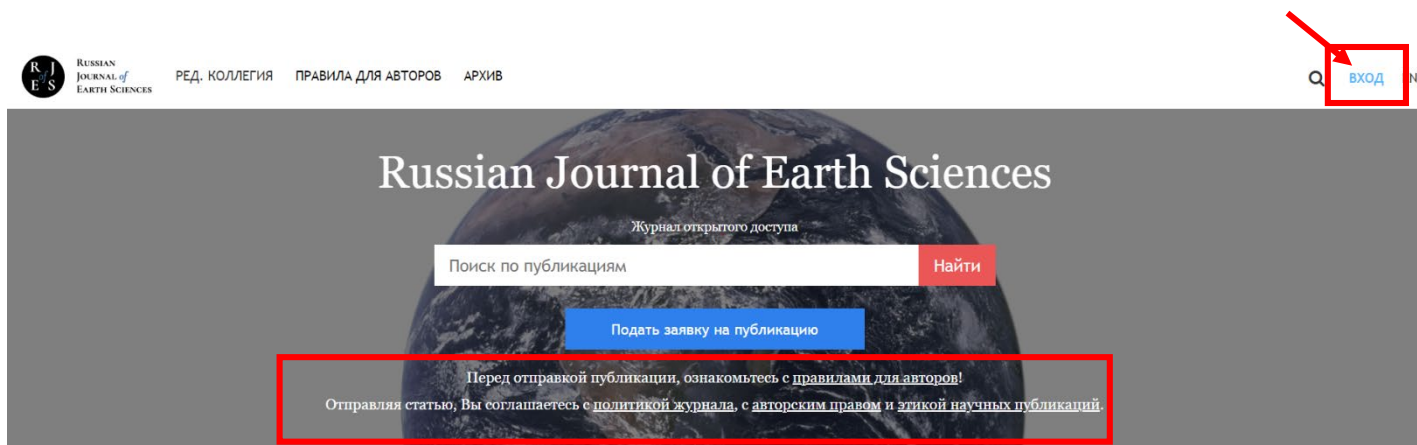 R J
of
E S
RUSSIAN
JOURNAL of
EARTH SCIENCES
РЕД. КОЛЛЕГИЯ ПРАВИЛА ДЛЯ АВТОРОВ АРХИВ
ВХОД
Russian Journal of Earth Sciences
Журнал открытого доступа
Поиск по публикациям Найти
Подать заявку на публикацию
Перед отправкой публикации, ознакомьтесь с правилами для авторов!
Отправляя статью, Вы соглашаетесь с политикой журнала, с авторским правом и этикой научных публикаций.